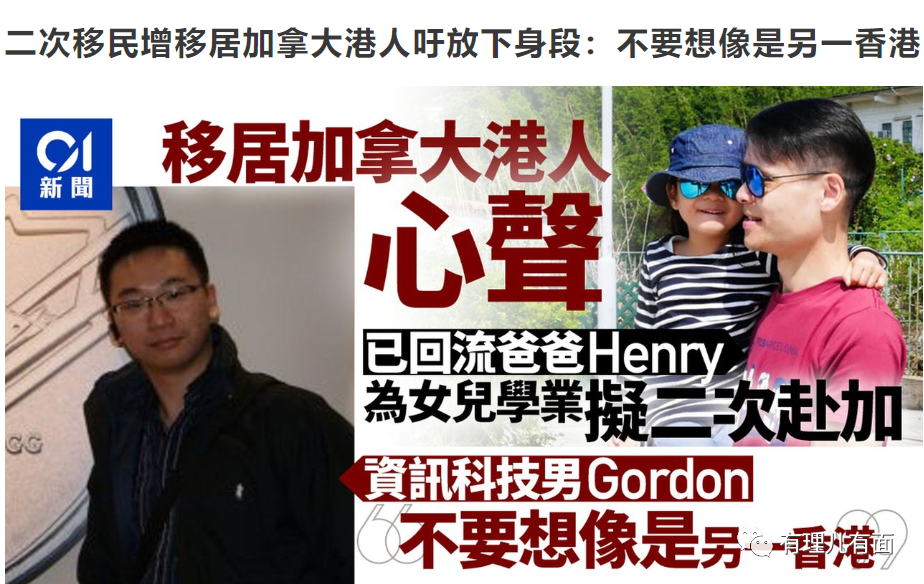 二次移民增移居加拿大港人吁放下身段：不要想像是另一香港
01
新聞
移居加拿大港人
心聲
已回流爸爸Henry
為女兒學業擬二次赴加
資訊科技男Gordon
“不要想像是另一香港”
有理儿有面
GG